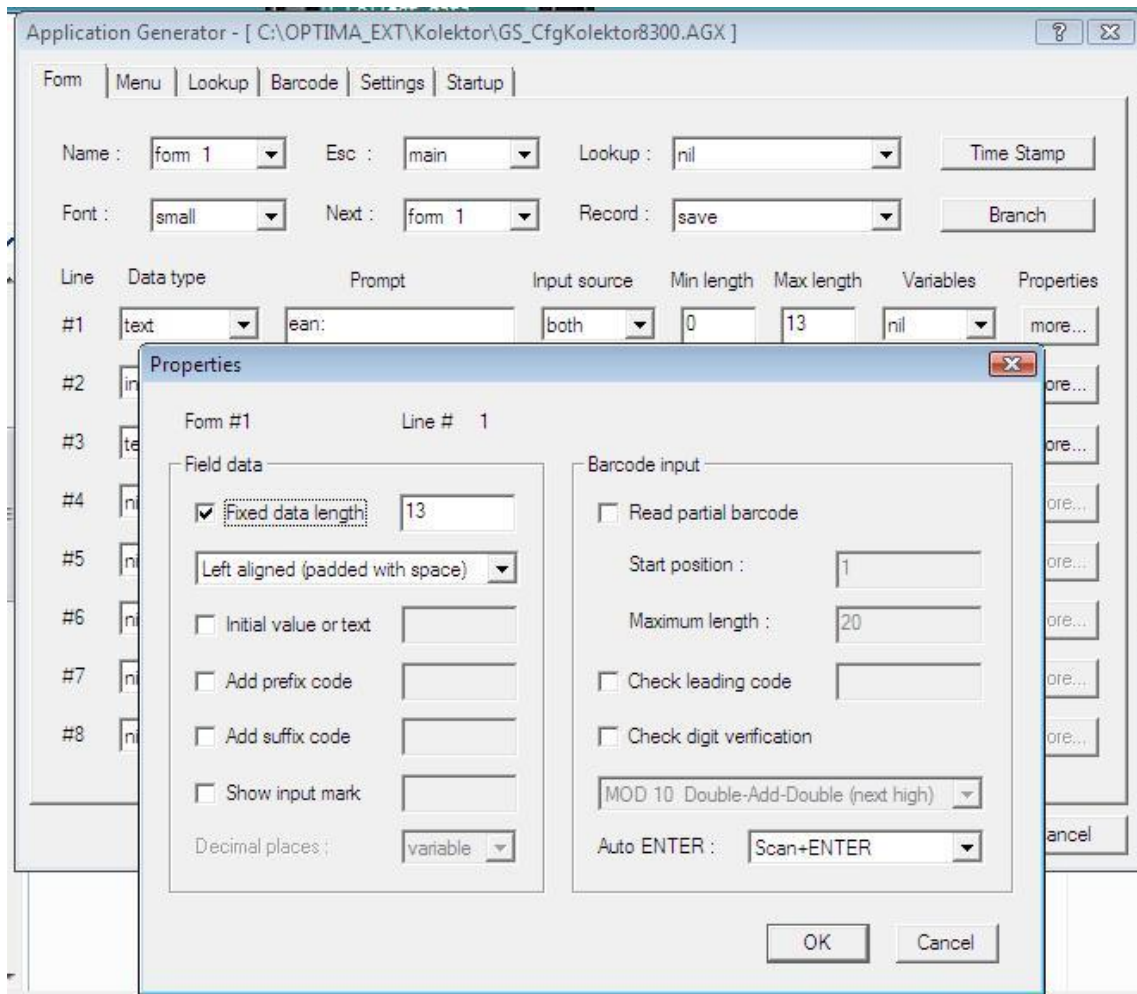 Application Generator - [ C:\OPTIMA_EXT\Kolektor\GS_CfgKolektor8300.AGX ]
Form Menu Lookup Barcode Settings Startup
Name : form 1 Esc : main Lookup : nil Time Stamp
Font : small Next : form 1 Record : save Branch
Line Data type Prompt Input source Min length Max length Variables Properties
#1 text ean: both 0 13 nil more...
Properties
#2
#3
#4
#5
#6
#7
#8
Form #1 Line # 1
Field data Barcode input
Fixed data length 13 Read partial barcode
Left aligned (padded with space) Start position : 1
Initial value or text Maximum length : 20
Add prefix code Check leading code
Add suffix code Check digit verification
Show input mark MOD 10 Double-Add-Double (next high)
Decimal places : variable Auto ENTER : Scan+ENTER
OK Cancel